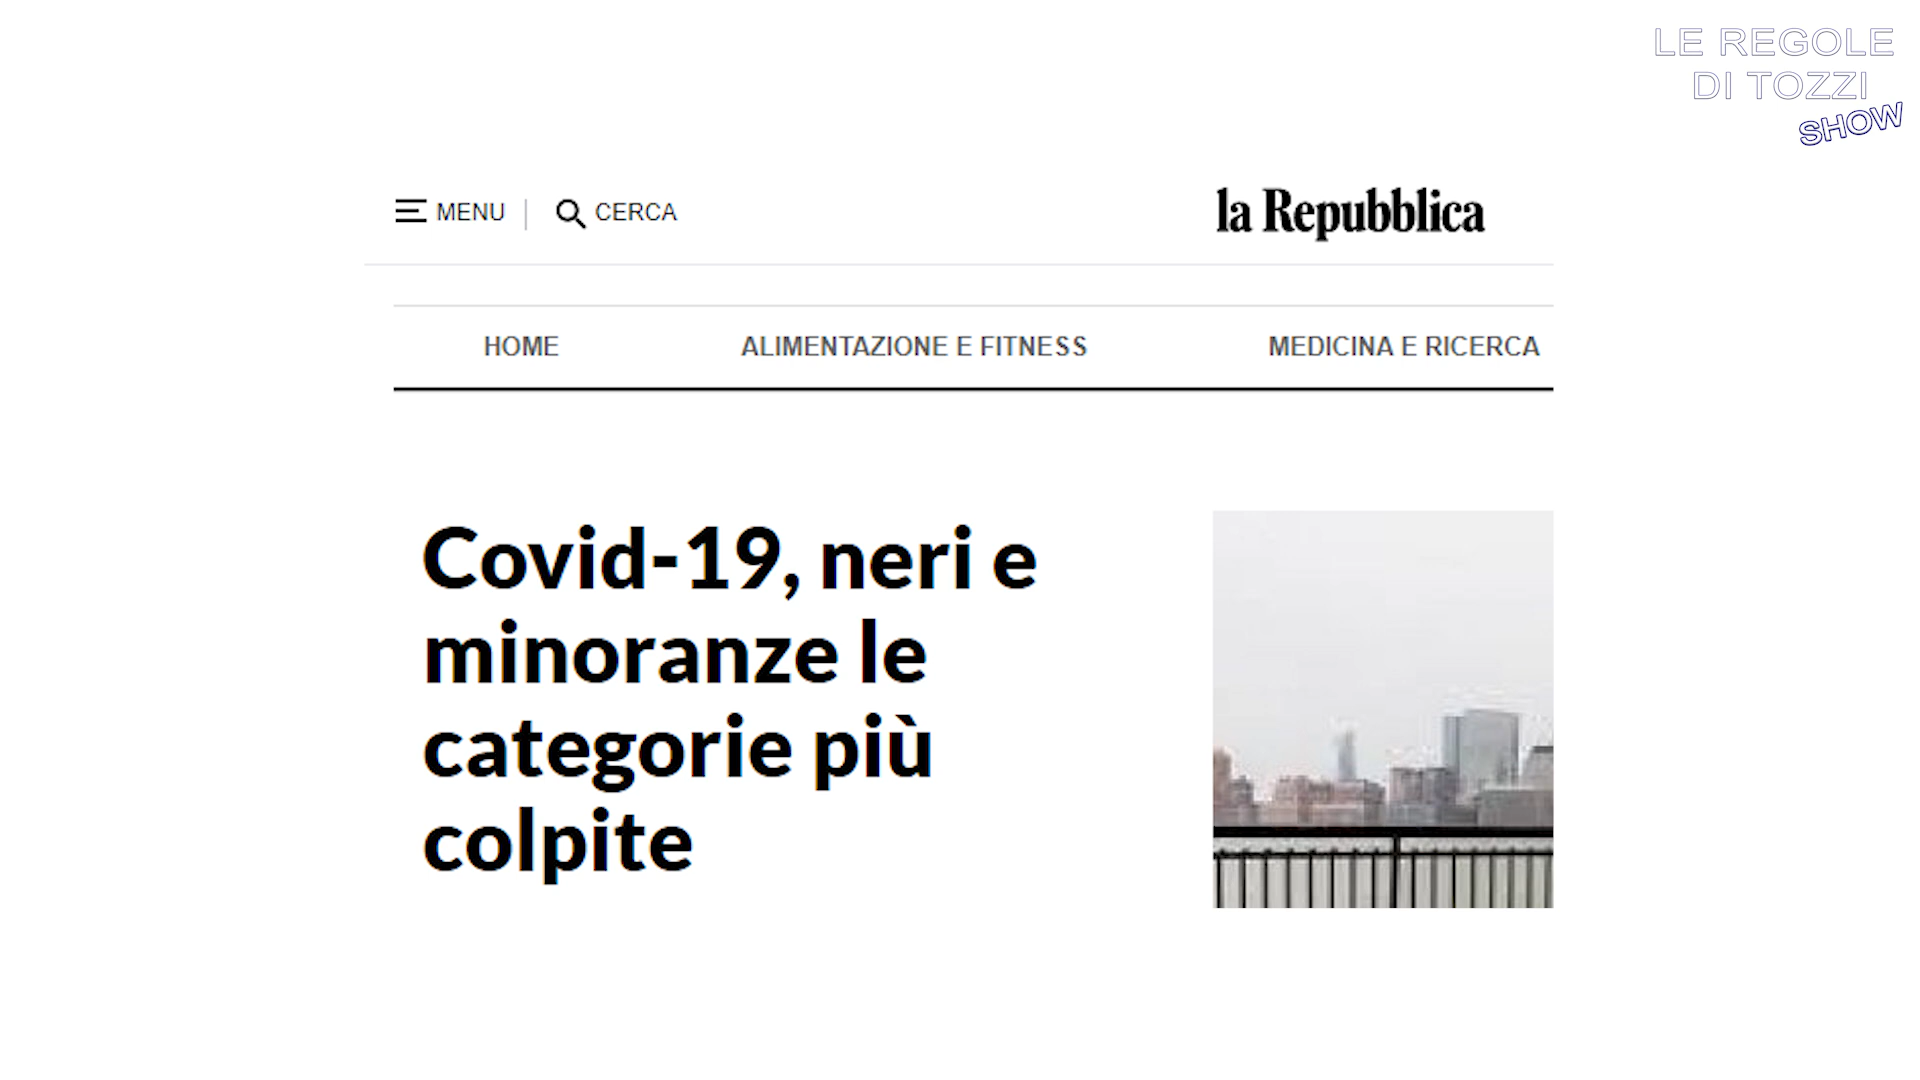 LE REGOLE
DI TOZZI
SHOW
MENU
CERCA
la Repubblica
HOME
ALIMENTAZIONE E FITNESS
MEDICINA E RICERCA
Covid-19, neri e
minoranze le
categorie più
colpite